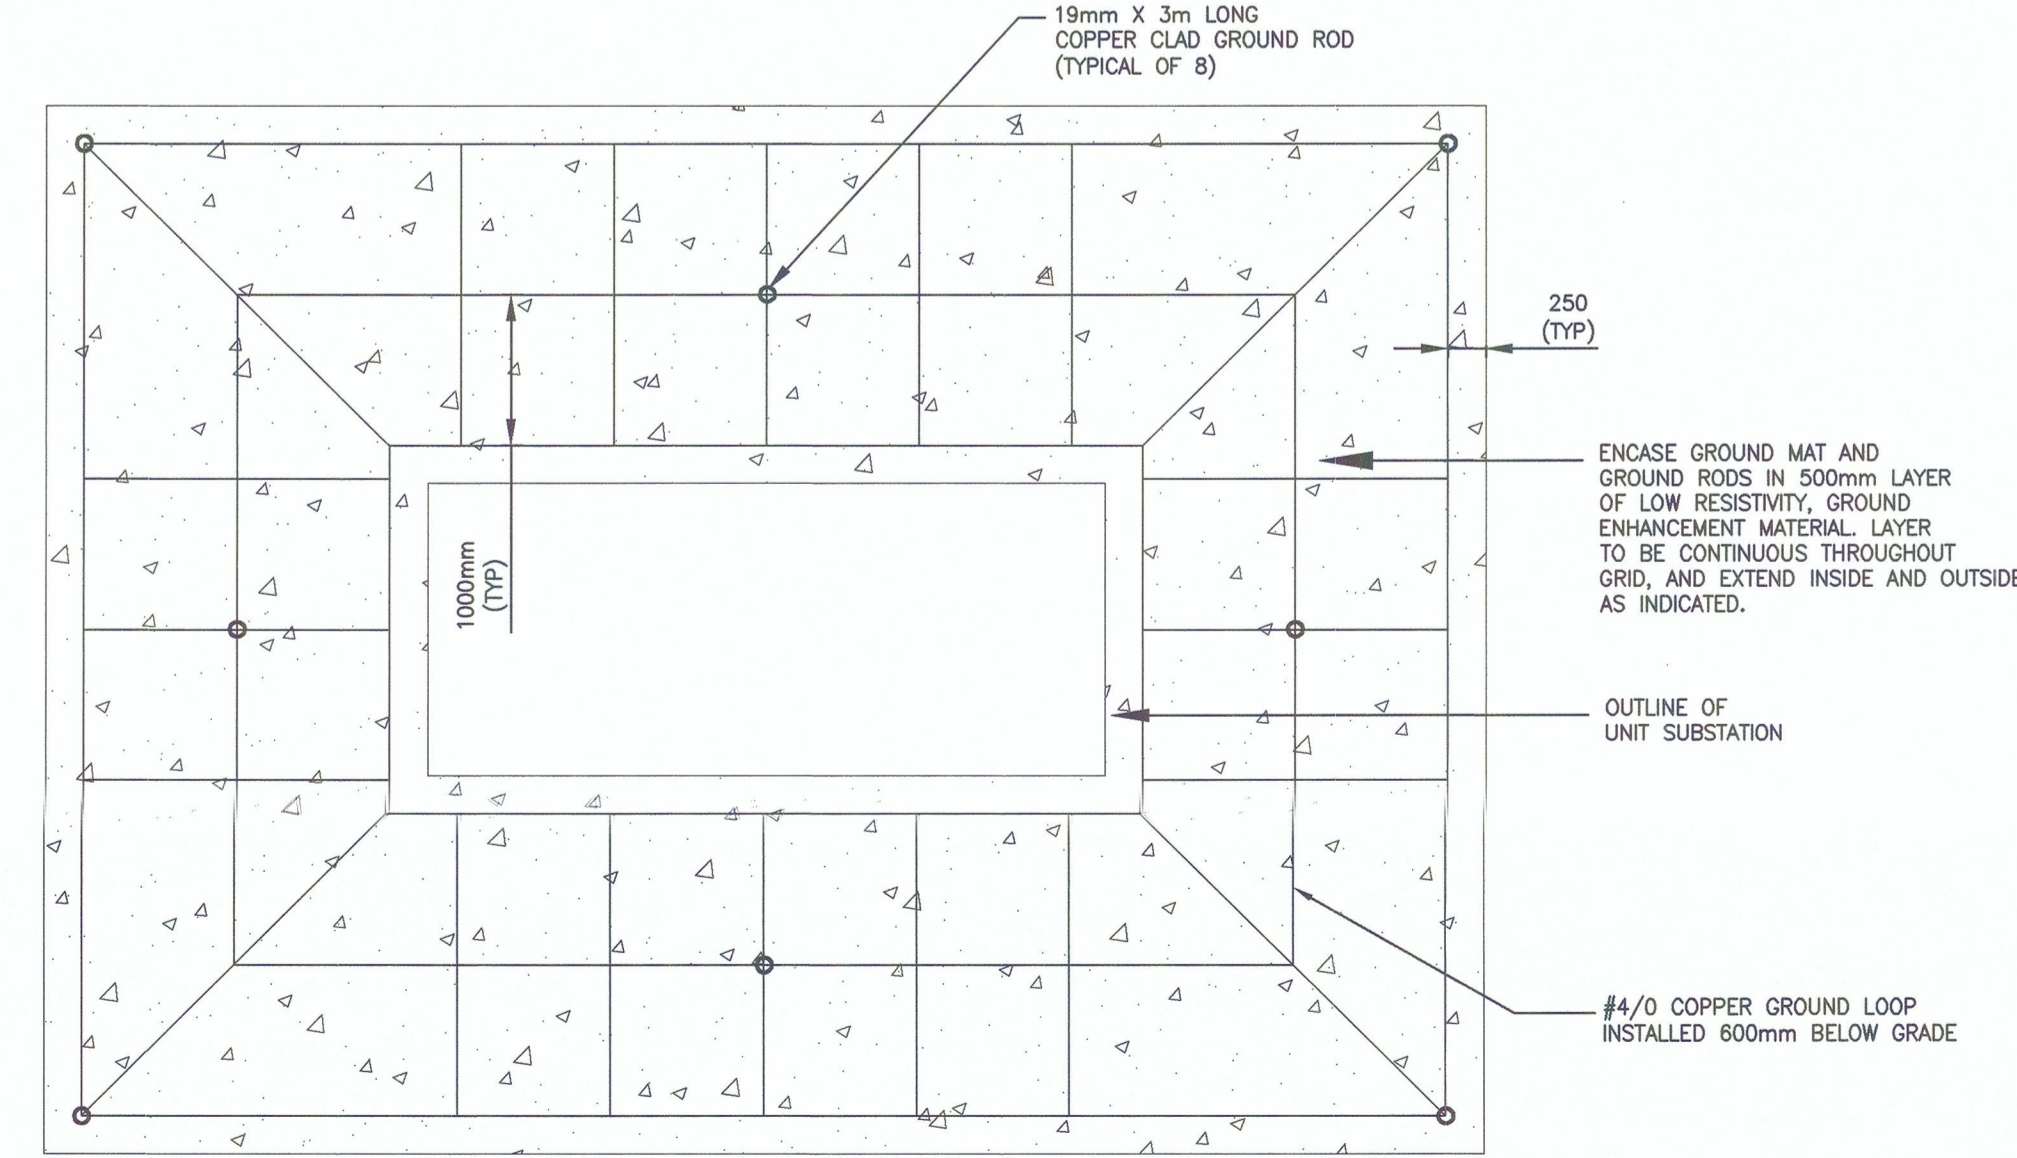 19mm X 3m LONG
COPPER CLAD GROUND ROD
(TYPICAL OF 8)
250
(TYP)
ENCASE GROUND MAT AND
GROUND RODS IN 500mm LAYER
OF LOW RESISTIVITY, GROUND
ENHANCEMENT MATERIAL. LAYER
TO BE CONTINUOUS THROUGHOUT
GRID, AND EXTEND INSIDE AND OUTSIDE
AS INDICATED.
1000mm
(TYP)
OUTLINE OF
UNIT SUBSTATION
#4/0 COPPER GROUND LOOP
INSTALLED 600mm BELOW GRADE